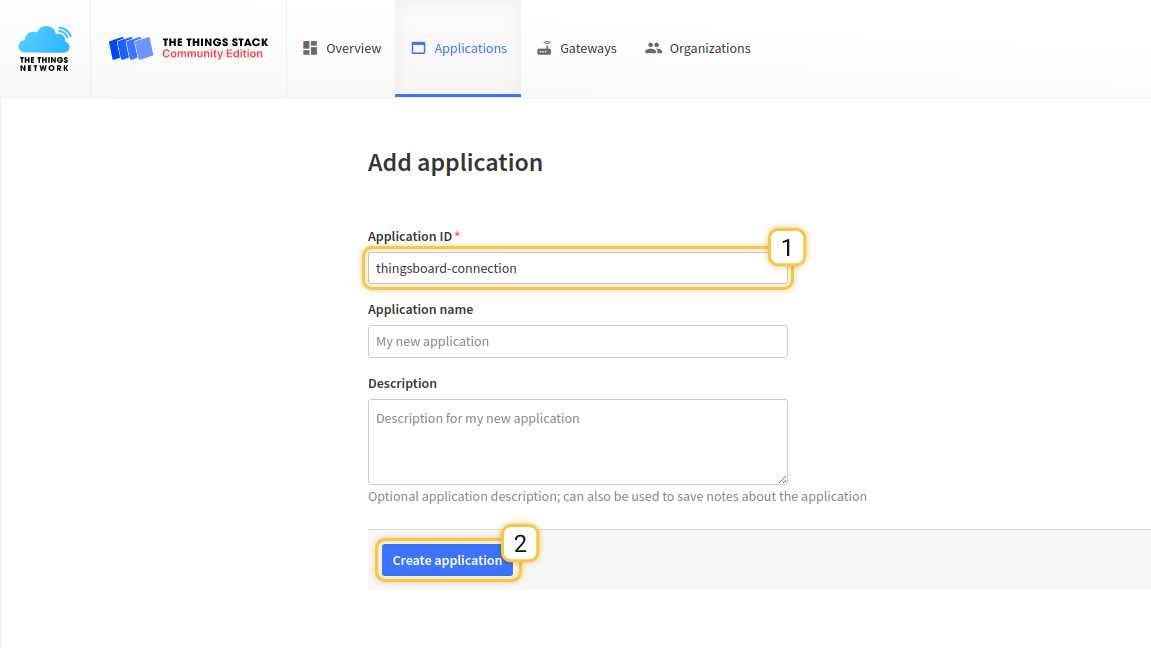 THE THINGS
NETWORK
THE THINGS STACK
Community Edition
Overview
Applications
Gateways
Organizations
Add application
Application ID*
1
thingsboard-connection
Application name
My new application
Description
Description for my new application
Optional application description; can also be used to save notes about the application
2
Create application